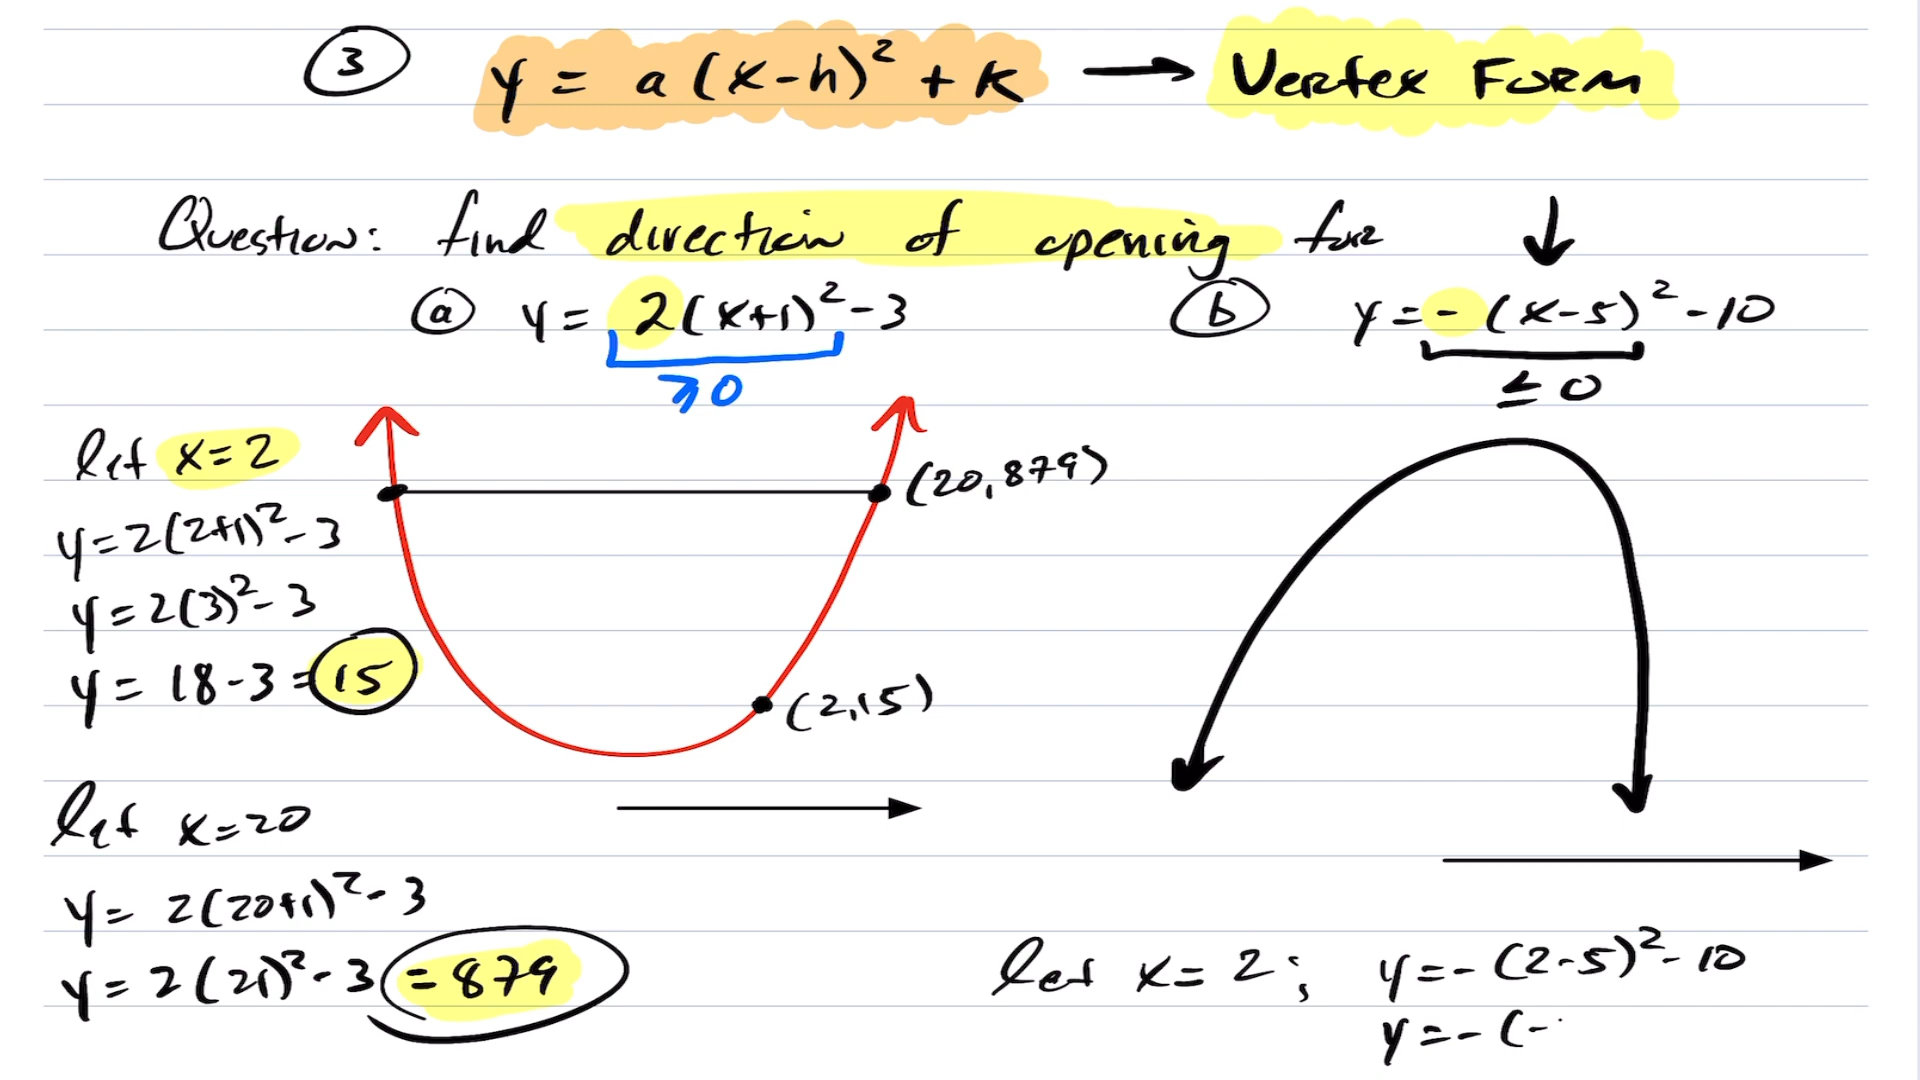 ③ y = a(x-h)² + k → Vertex Form
Question: find direction of opening for ↓
ⓐ y = 2(x+1)² - 3
ⓑ y = -(x-5)² - 10
⩾ 0
≤ 0
let x = 2
y = 2(2+1)² - 3
y = 2(3)² - 3
y = 18 - 3 = 15
(20, 879)
(2, 15)
let x = 20
y = 2(20+1)² - 3
y = 2(21)² - 3 = 879
let x = 2; y = -(2-5)² - 10
y = -(-